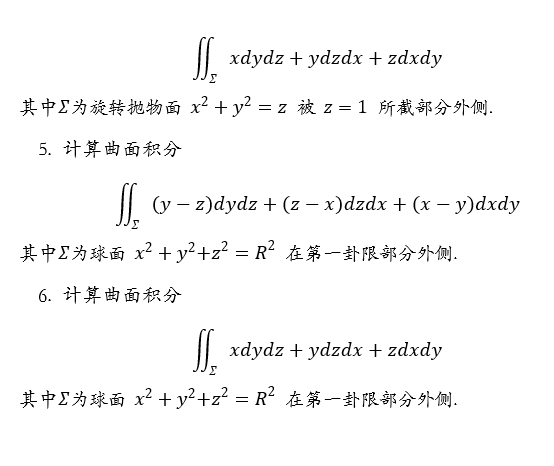 ∬_Σ xdydz + ydzdx + zdxdy
其中Σ为旋转抛物面 x² + y² = z 被 z = 1 所截部分外侧.
5. 计算曲面积分
∬_Σ (y − z)dydz + (z − x)dzdx + (x − y)dxdy
其中Σ为球面 x² + y²+z² = R² 在第一卦限部分外侧.
6. 计算曲面积分
∬_Σ xdydz + ydzdx + zdxdy
其中Σ为球面 x² + y²+z² = R² 在第一卦限部分外侧.